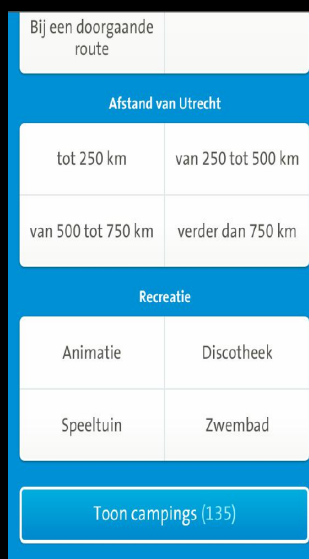 Bij een doorgaande
route
Afstand van Utrecht
tot 250 km
van 250 tot 500 km
van 500 tot 750 km
verder dan 750 km
Recreatie
Animatie
Discotheek
Speeltuin
Zwembad
Toon campings (135)